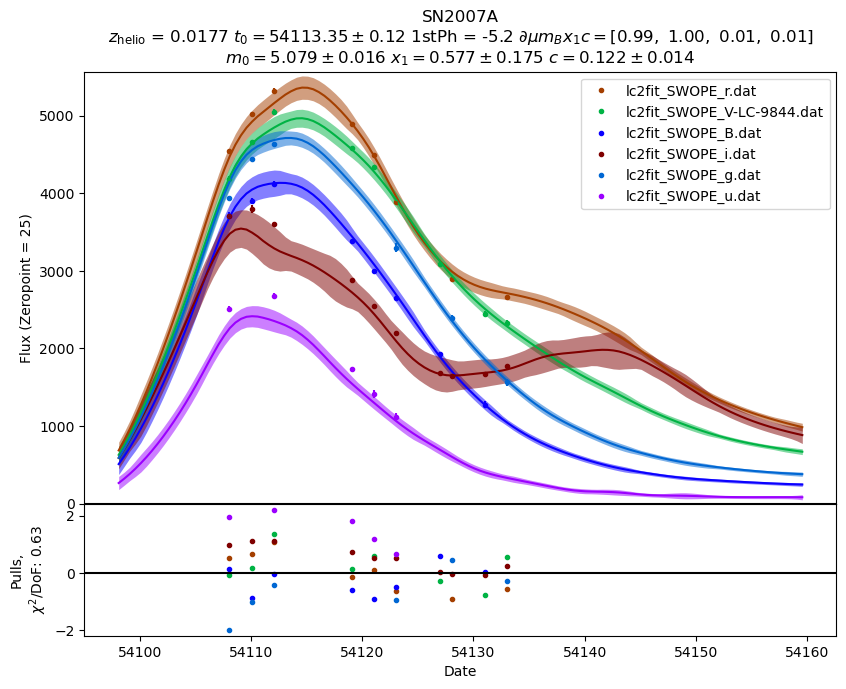 SN2007A
z_helio = 0.0177 t_0 = 54113.35 ± 0.12 1stPh = -5.2 ∂μm_Bx_1c = [0.99, 1.00, 0.01, 0.01]
m_0 = 5.079 ± 0.016 x_1 = 0.577 ± 0.175 c = 0.122 ± 0.014
lc2fit_SWOPE_r.dat
lc2fit_SWOPE_V-LC-9844.dat
lc2fit_SWOPE_B.dat
lc2fit_SWOPE_i.dat
lc2fit_SWOPE_g.dat
lc2fit_SWOPE_u.dat
Flux (Zeropoint = 25)
5000
4000
3000
2000
1000
0
Pulls,
χ²/DoF: 0.63
2
0
−2
54100 54110 54120 54130 54140 54150 54160
Date